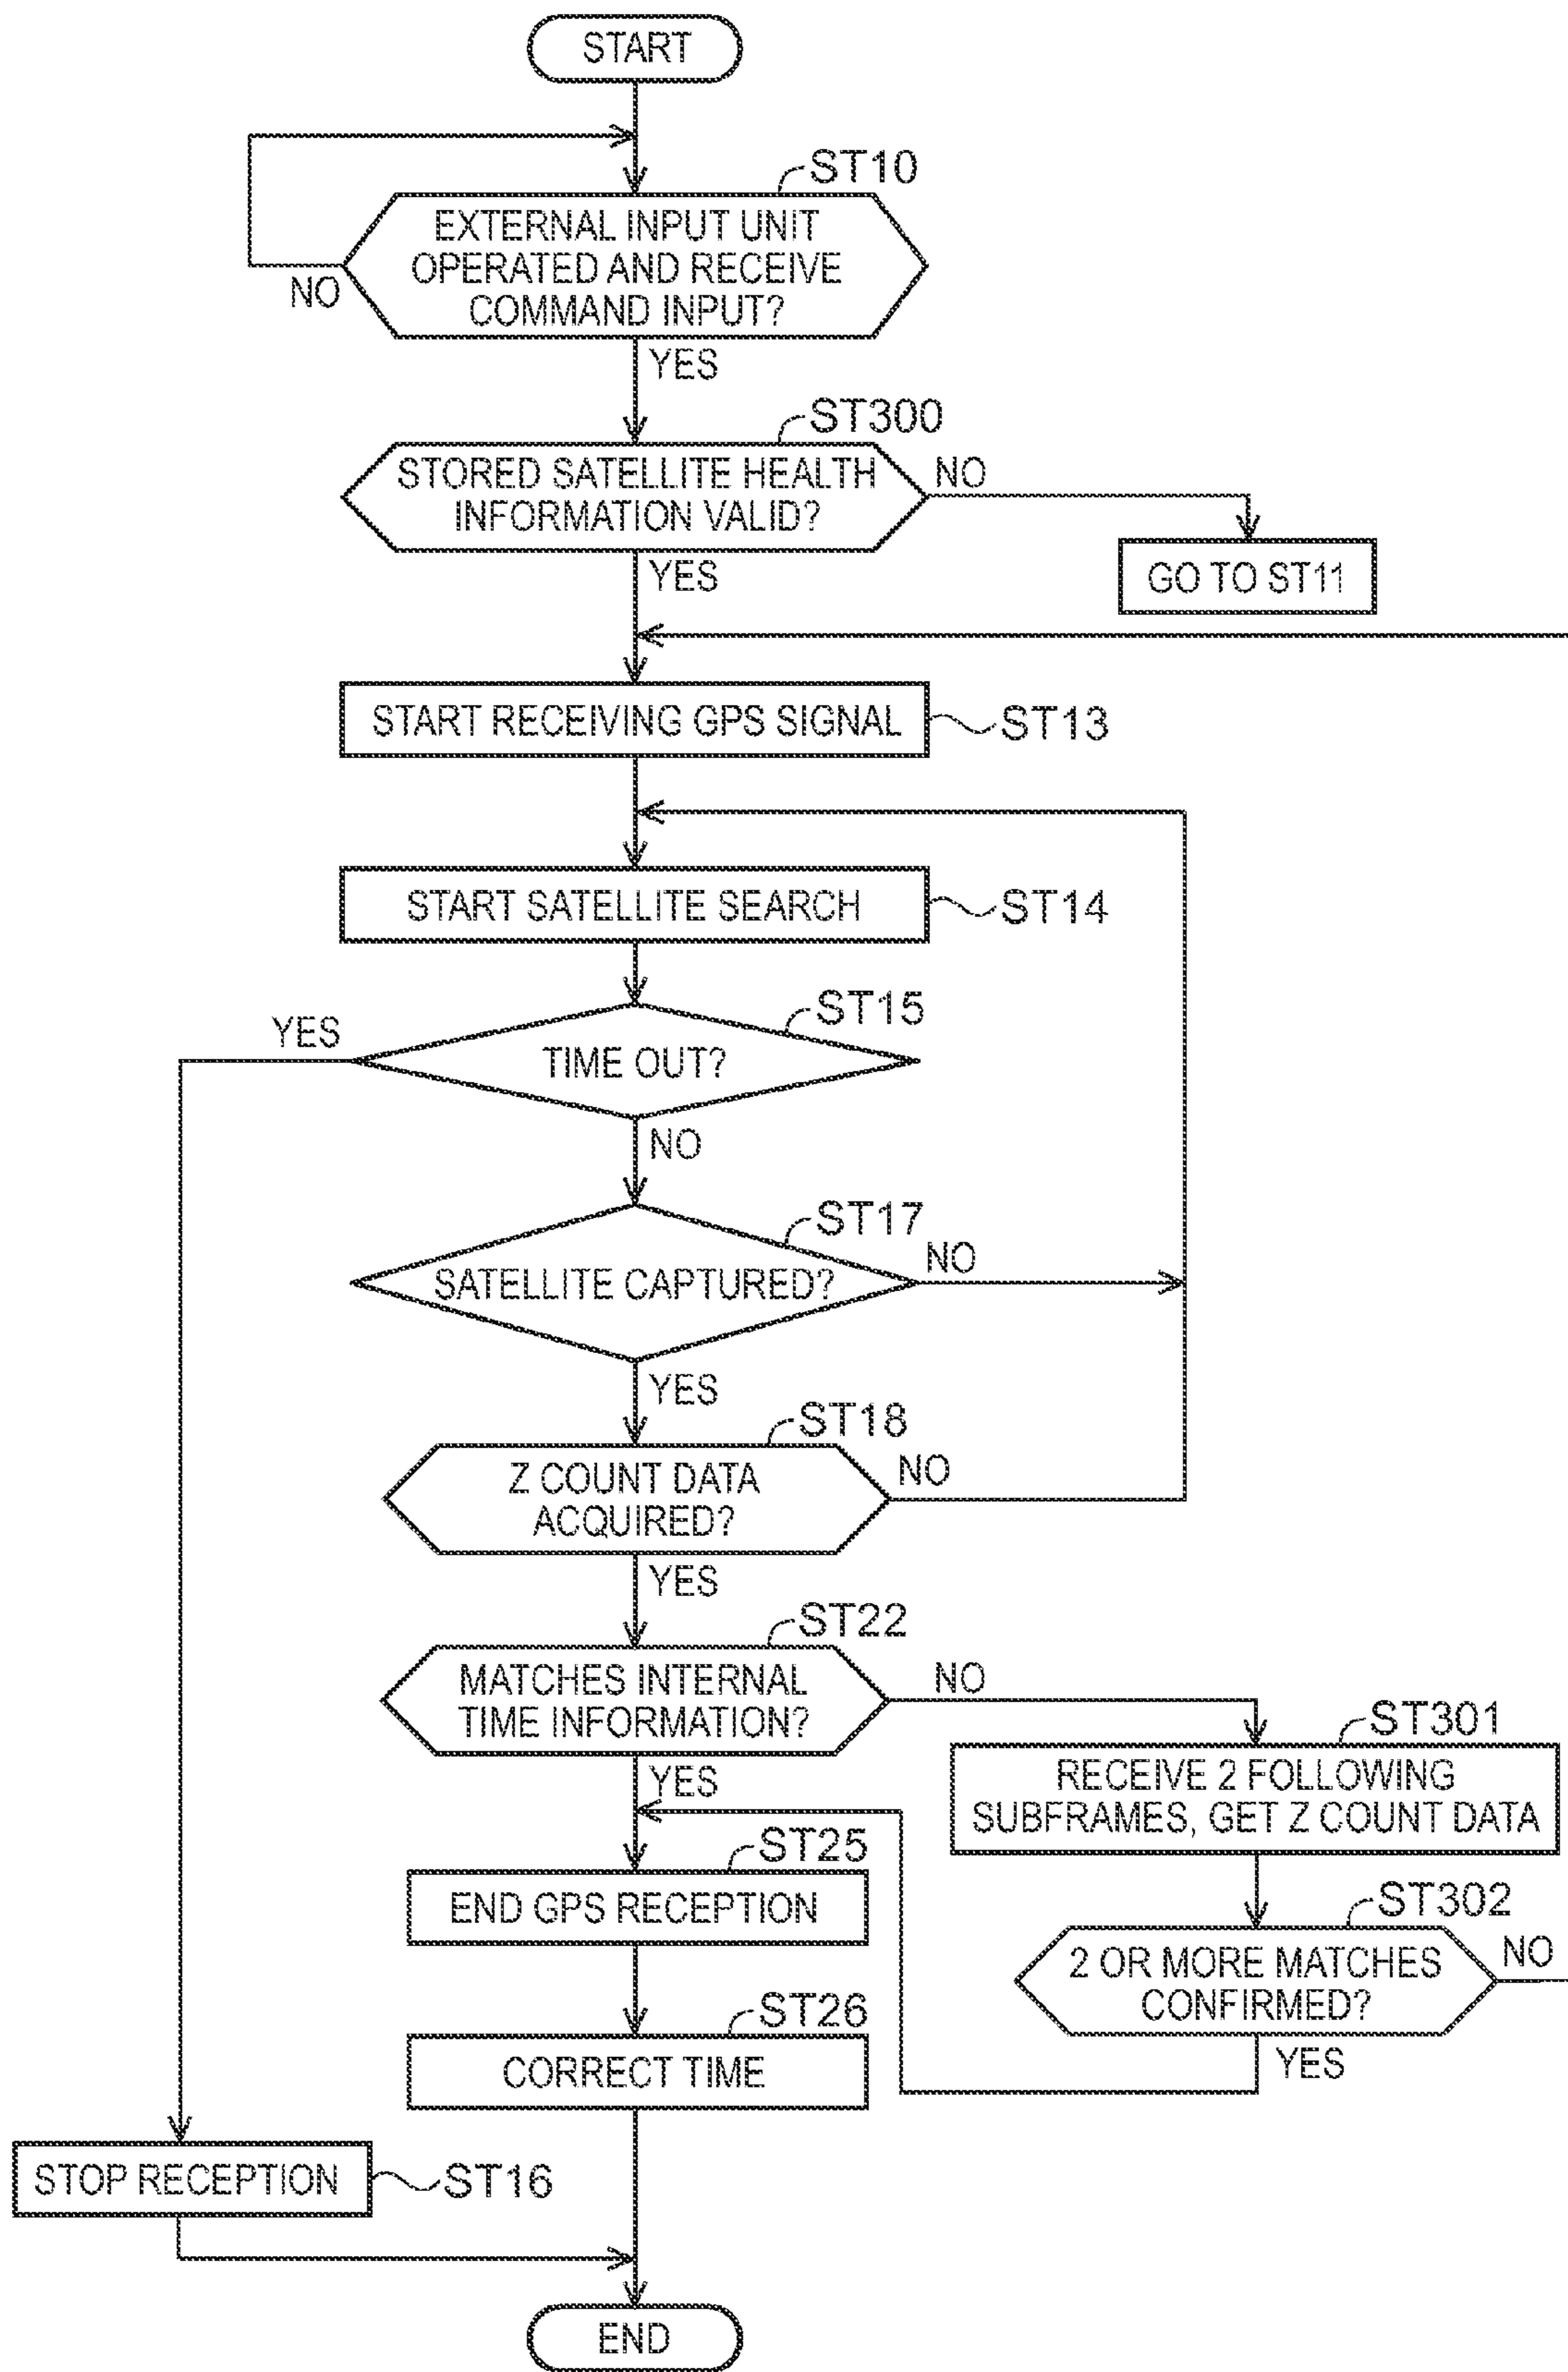 START
ST10
EXTERNAL INPUT UNIT
OPERATED AND RECEIVE
COMMAND INPUT?
NO
YES
ST300
STORED SATELLITE HEALTH
INFORMATION VALID?
NO
GO TO ST11
YES
START RECEIVING GPS SIGNAL
ST13
START SATELLITE SEARCH
ST14
ST15
YES
TIME OUT?
NO
ST17
SATELLITE CAPTURED?
NO
YES
ST18
Z COUNT DATA
ACQUIRED?
NO
YES
ST22
MATCHES INTERNAL
TIME INFORMATION?
NO
YES
ST301
RECEIVE 2 FOLLOWING
SUBFRAMES, GET Z COUNT DATA
ST25
END GPS RECEPTION
ST302
2 OR MORE MATCHES
CONFIRMED?
NO
YES
ST26
CORRECT TIME
STOP RECEPTION
ST16
END